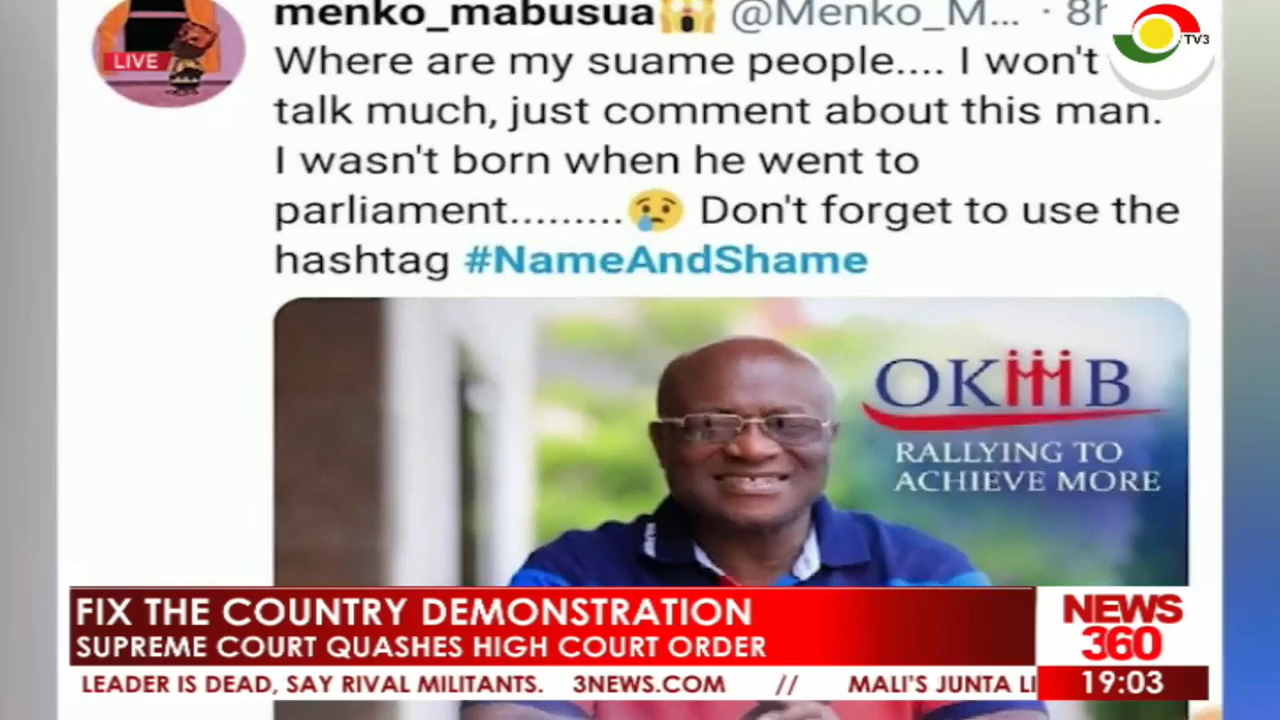 menko_mabusua😱 @Menko_M... · 8h
LIVE
Where are my suame people.... I won't
TV3
talk much, just comment about this man.
I wasn't born when he went to
parliament.........😢 Don't forget to use the
hashtag #NameAndShame
OKMB
RALLYING TO
ACHIEVE MORE
FIX THE COUNTRY DEMONSTRATION
SUPREME COURT QUASHES HIGH COURT ORDER
NEWS
360
LEADER IS DEAD, SAY RIVAL MILITANTS. 3NEWS.COM // MALI'S JUNTA
19:03